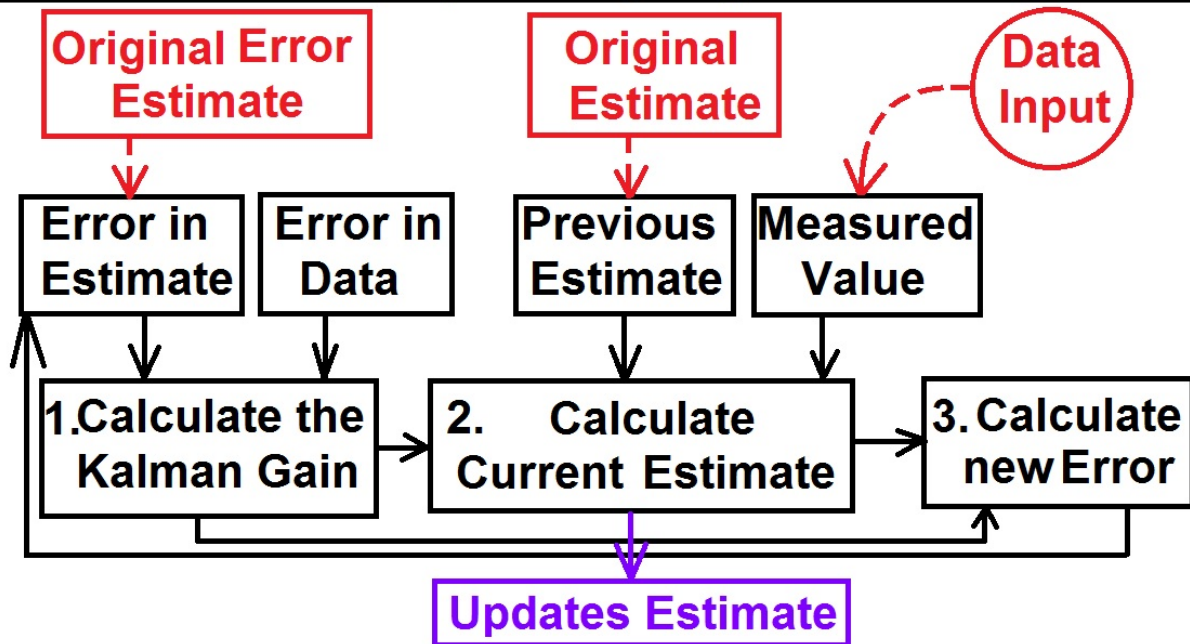 Original Error
Estimate
Original
Estimate
Data
Input
Error in
Estimate
Error in
Data
Previous
Estimate
Measured
Value
1. Calculate the
Kalman Gain
2. Calculate
Current Estimate
3. Calculate
new Error
Updates Estimate